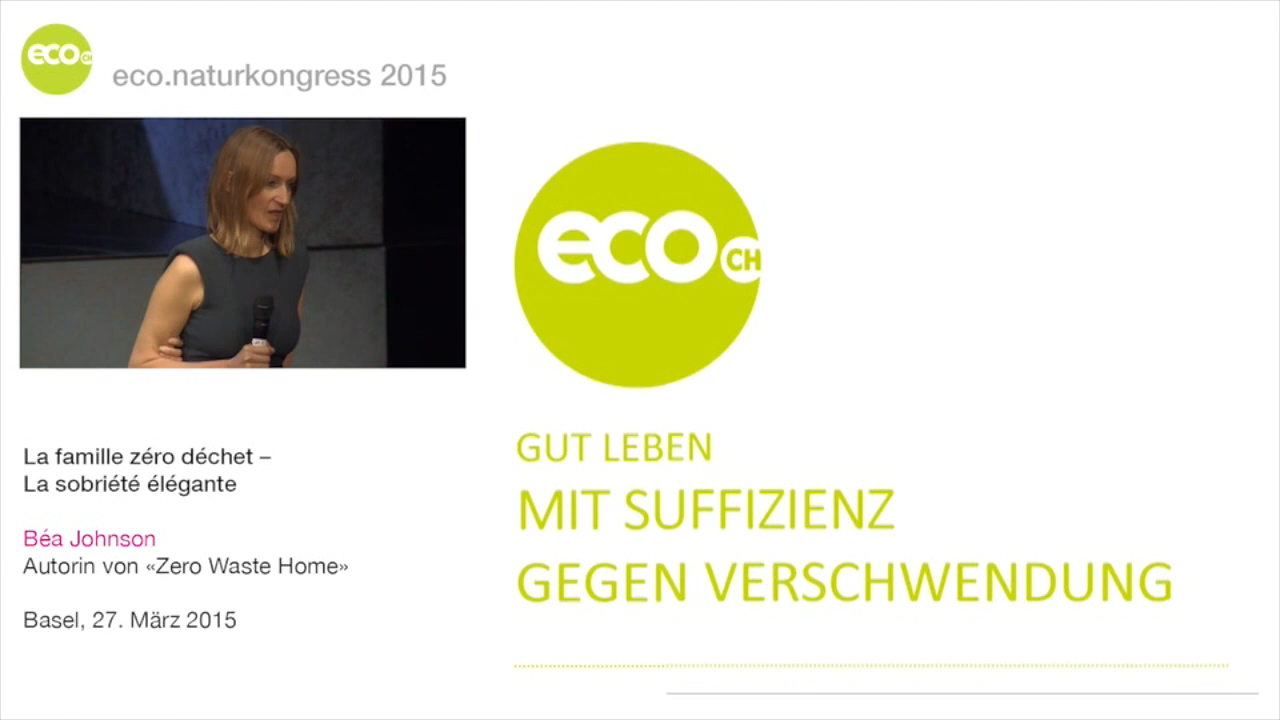 eco CH
eco.naturkongress 2015
La famille zéro déchet –
La sobriété élégante
Béa Johnson
Autorin von «Zero Waste Home»
Basel, 27. März 2015
eco CH
GUT LEBEN
MIT SUFFIZIENZ
GEGEN VERSCHWENDUNG